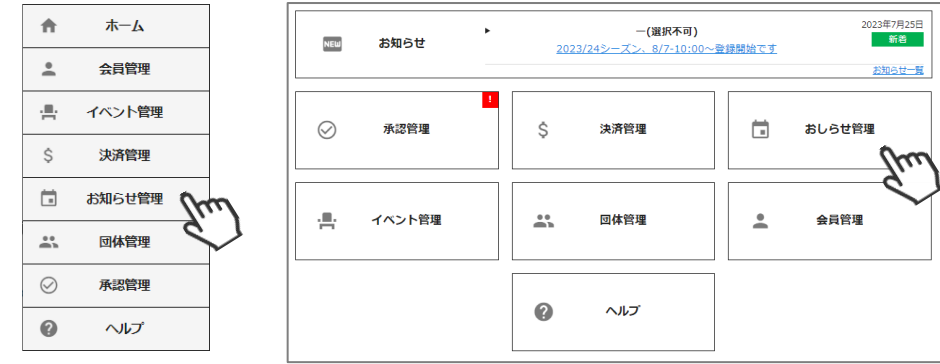 ホーム
会員管理
イベント管理
決済管理
お知らせ管理
団体管理
承認管理
ヘルプ
NEW
お知らせ
—(選択不可)
2023/24シーズン、8/7-10:00~登録開始です
2023年7月25日
新着
お知らせ一覧
!
承認管理
決済管理
おしらせ管理
イベント管理
団体管理
会員管理
ヘルプ